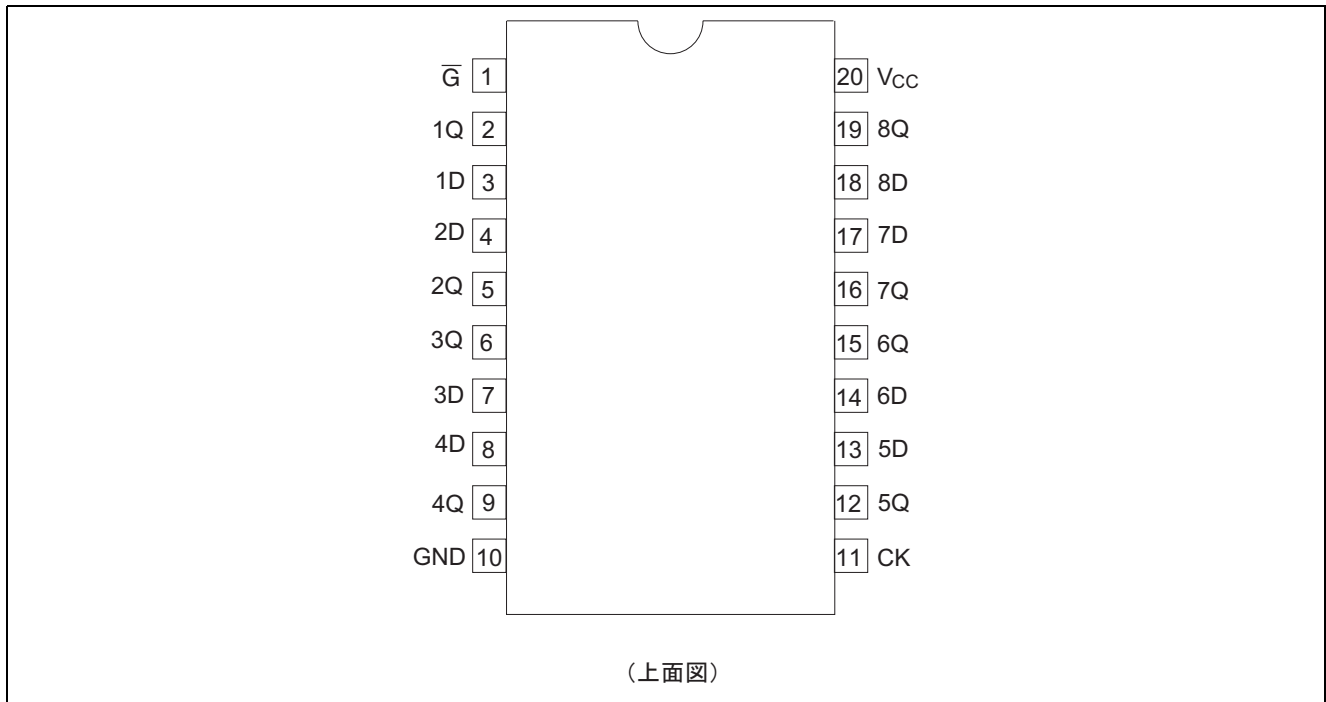 G̅ 1 20 VCC
1Q 2 19 8Q
1D 3 18 8D
2D 4 17 7D
2Q 5 16 7Q
3Q 6 15 6Q
3D 7 14 6D
4D 8 13 5D
4Q 9 12 5Q
GND 10 11 CK
（上面図）